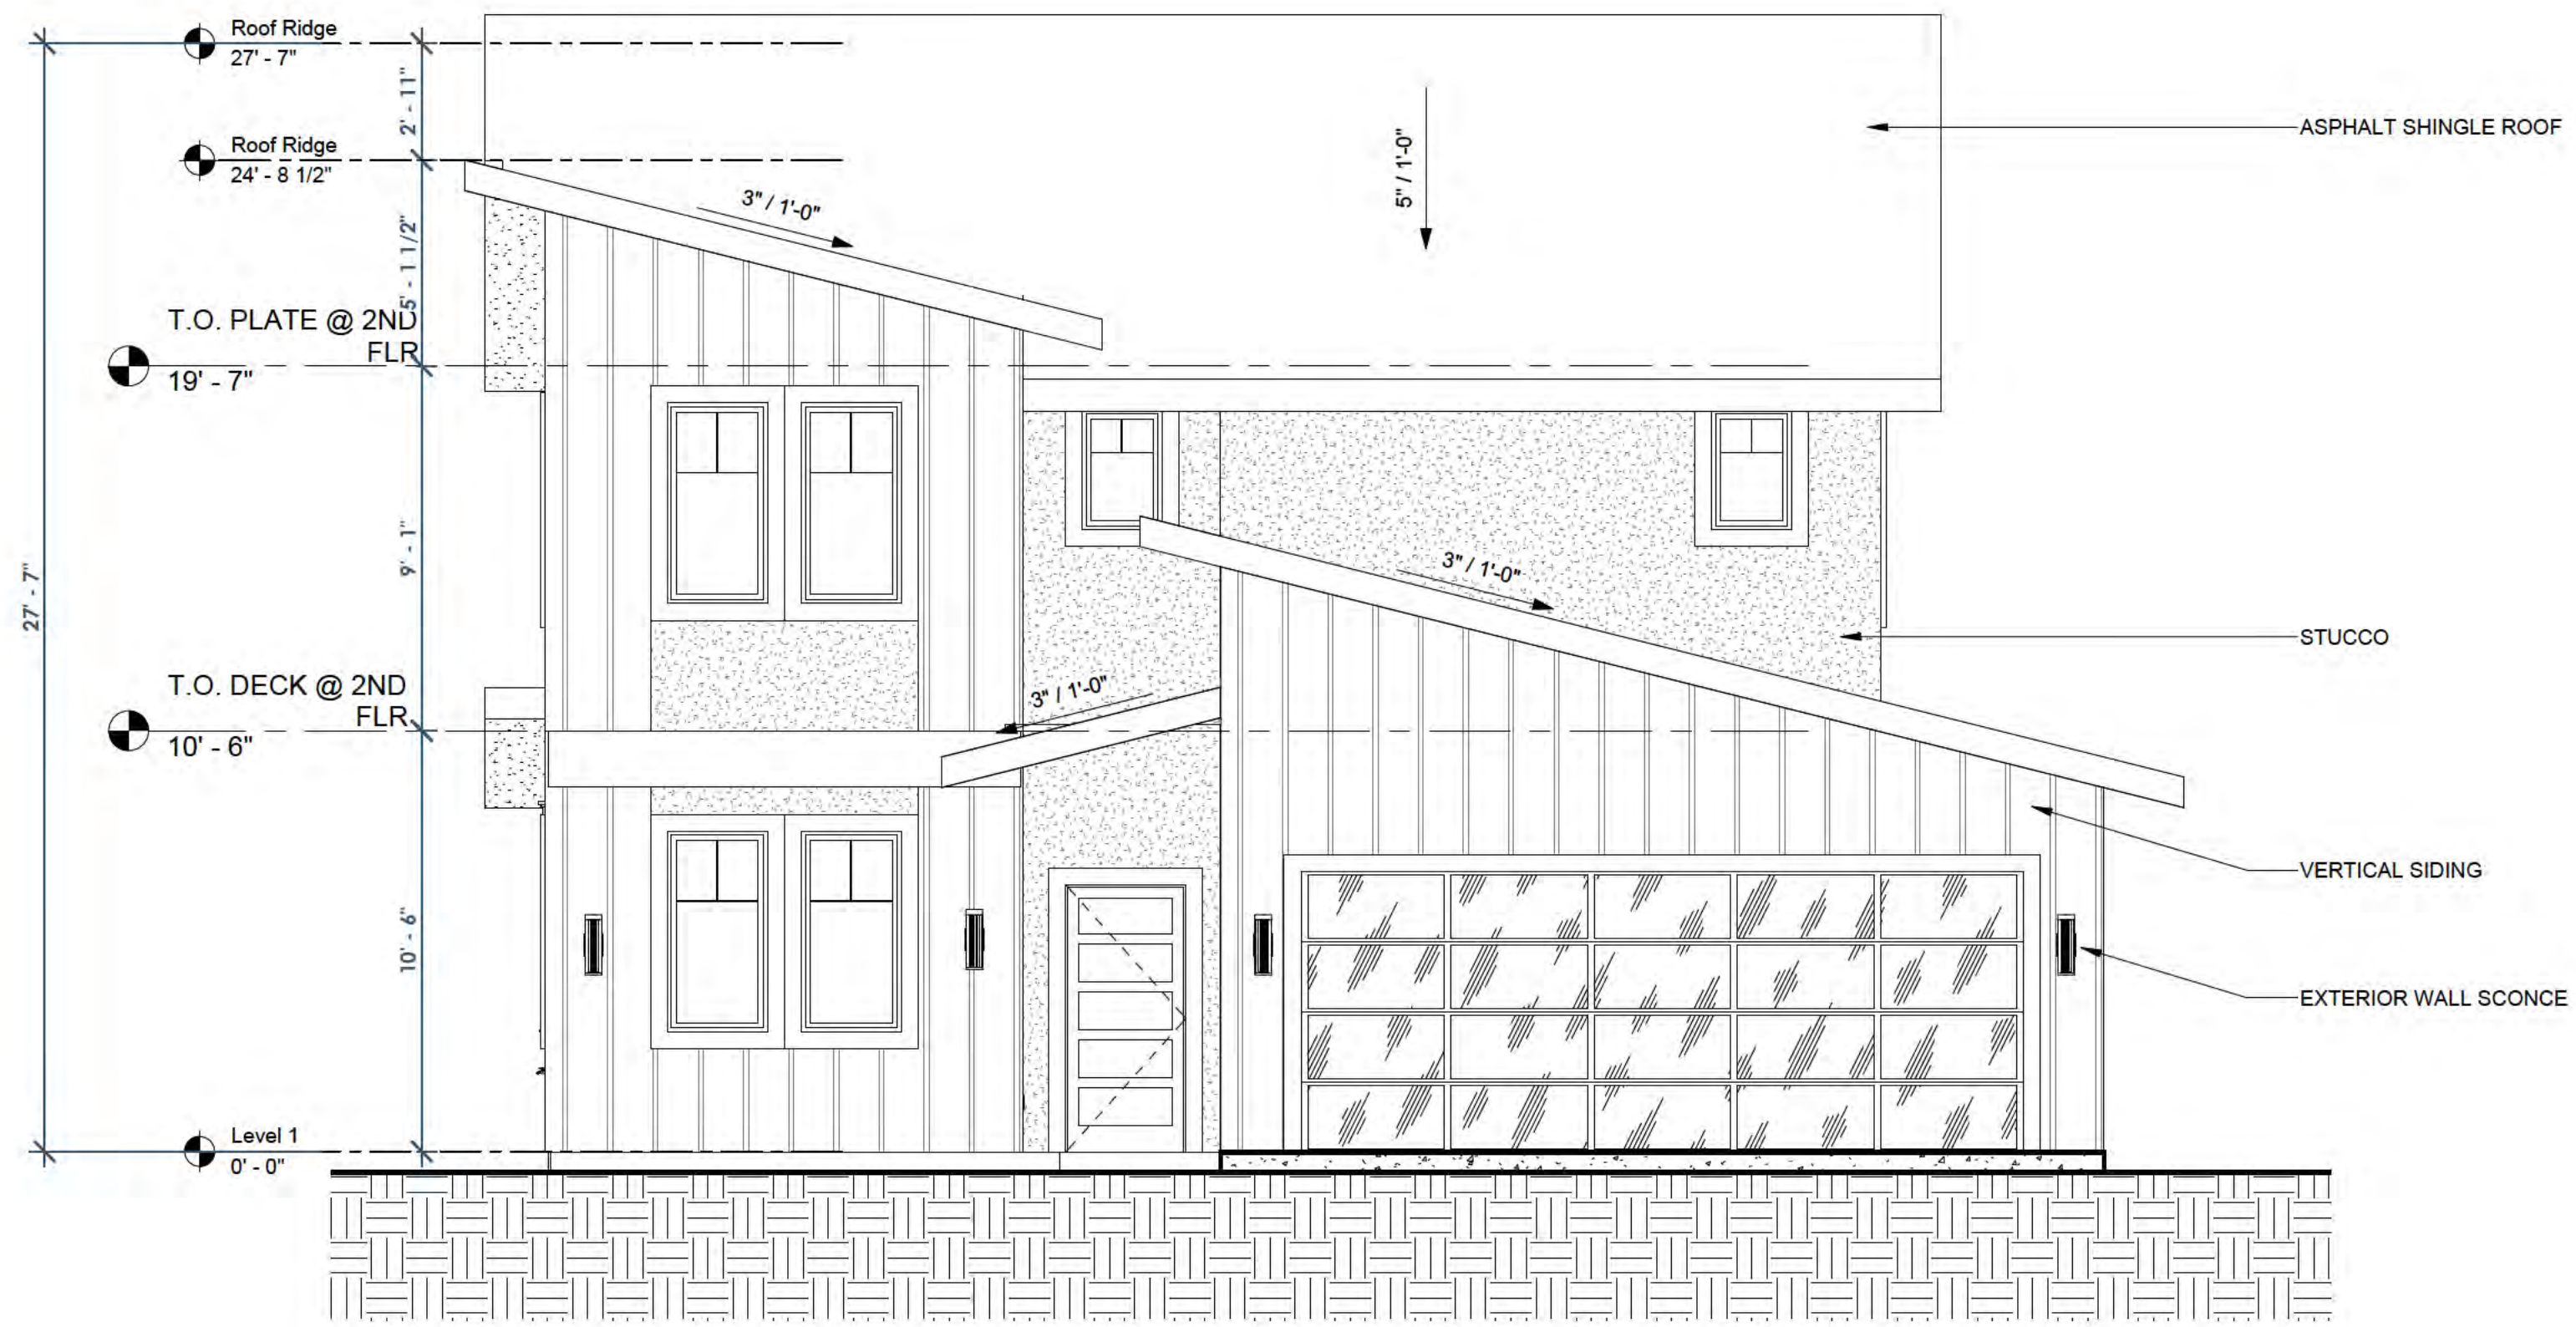 Roof Ridge
27' - 7"
2' - 11"
Roof Ridge
24' - 8 1/2"
ASPHALT SHINGLE ROOF
5" / 1'-0"
3" / 1'-0"
5' - 1 1/2"
T.O. PLATE @ 2ND
FLR
19' - 7"
9' - 1"
27' - 7"
3" / 1'-0"
STUCCO
T.O. DECK @ 2ND
FLR
10' - 6"
3" / 1'-0"
VERTICAL SIDING
10' - 6"
EXTERIOR WALL SCONCE
Level 1
0' - 0"